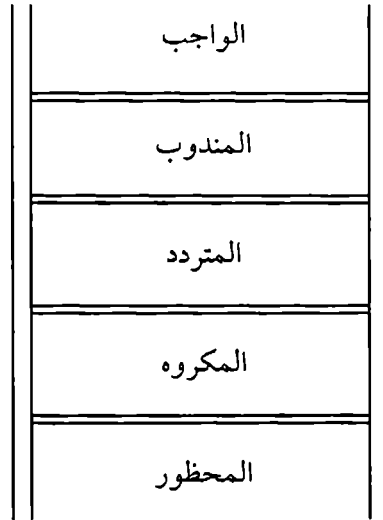 الواجب
المندوب
المتردد
المكروه
المحظور